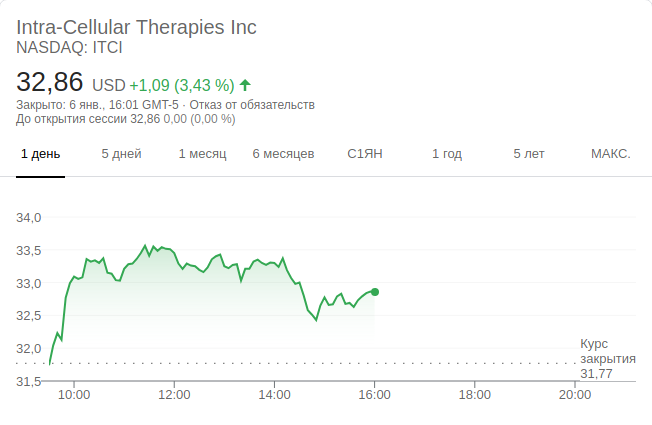 Intra-Cellular Therapies Inc
NASDAQ: ITCI
32,86 USD +1,09 (3,43 %)
Закрыто: 6 янв., 16:01 GMT-5 · Отказ от обязательств
До открытия сессии 32,86 0,00 (0,00 %)
1 день 5 дней 1 месяц 6 месяцев С1ЯН 1 год 5 лет МАКС.
34,0
33,5
33,0
32,5
32,0
31,5
Курс
закрытия
31,77
10:00 12:00 14:00 16:00 18:00 20:00